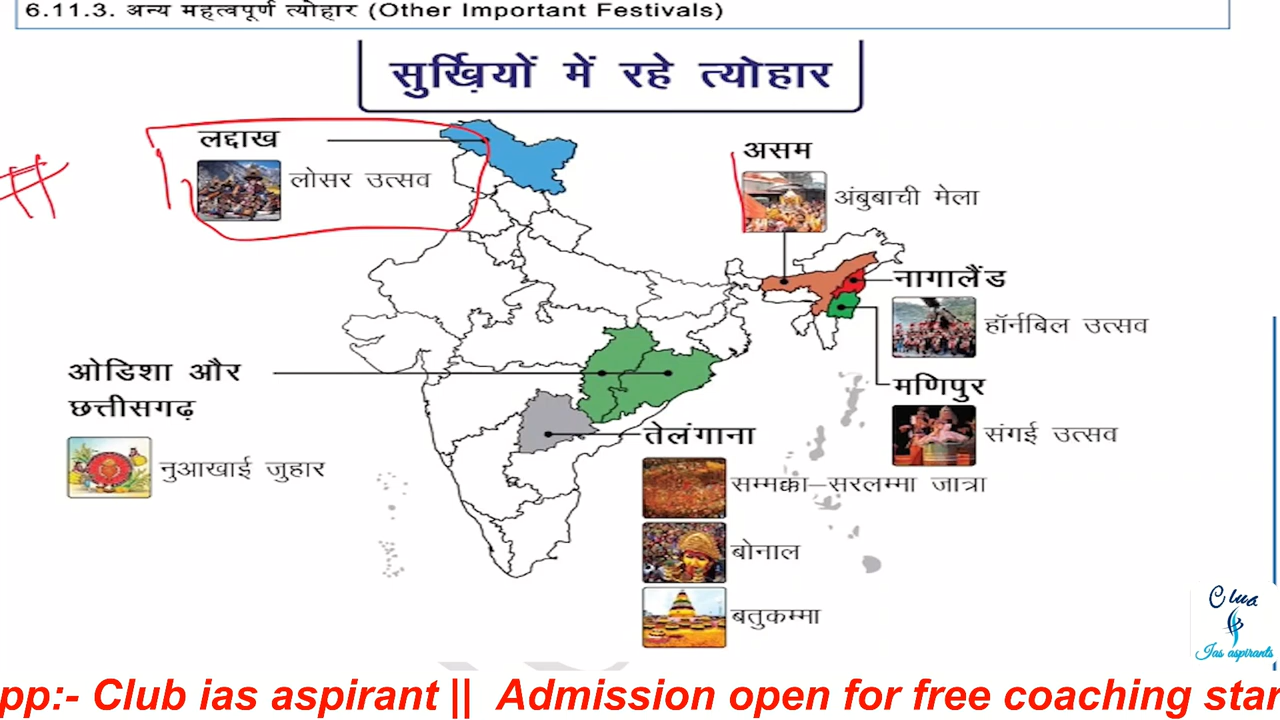 6.11.3. अन्य महत्वपूर्ण त्योहार (Other Important Festivals)
सुर्ख़ियों में रहे त्योहार
लद्दाख
लोसर उत्सव
असम
अंबुबाची मेला
नागालैंड
हॉर्नबिल उत्सव
ओडिशा और
छत्तीसगढ़
नुआखाई जुहार
मणिपुर
संगई उत्सव
तेलंगाना
सम्मक्का–सरलम्मा जात्रा
बोनालु
बतुकम्मा
Club
Ias aspirants
pp:- Club ias aspirant || Admission open for free coaching star